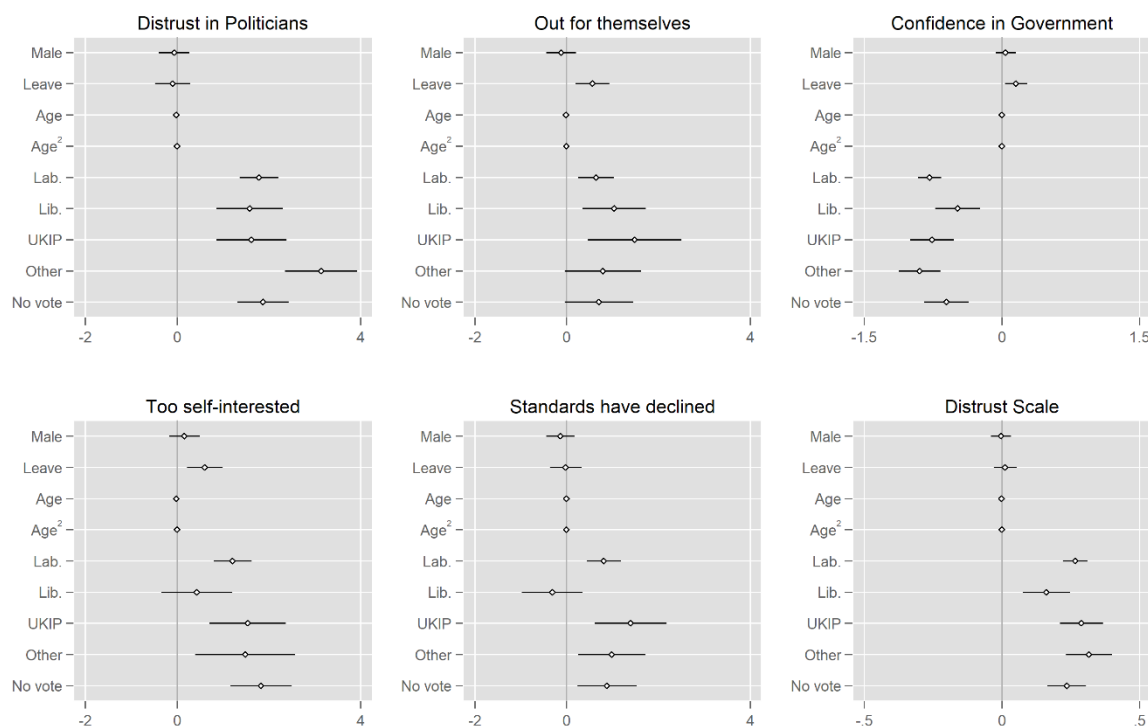 Distrust in Politicians
Male
Leave
Age
Age²
Lab.
Lib.
UKIP
Other
No vote
-2 0 4
Out for themselves
Male
Leave
Age
Age²
Lab.
Lib.
UKIP
Other
No vote
-2 0 4
Confidence in Government
Male
Leave
Age
Age²
Lab.
Lib.
UKIP
Other
No vote
-1.5 0 1.5
Too self-interested
Male
Leave
Age
Age²
Lab.
Lib.
UKIP
Other
No vote
-2 0 4
Standards have declined
Male
Leave
Age
Age²
Lab.
Lib.
UKIP
Other
No vote
-2 0 4
Distrust Scale
Male
Leave
Age
Age²
Lab.
Lib.
UKIP
Other
No vote
-.5 0 .5